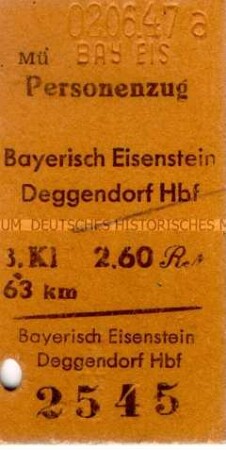 020647 a
BAY EIS
Mü
Personenzug
Bayerisch Eisenstein
Deggendorf Hbf
UM DEUTSCHES HISTORISCHES
3.Kl 2.60
63 km
Bayerisch Eisenstein
Deggendorf Hbf
2545